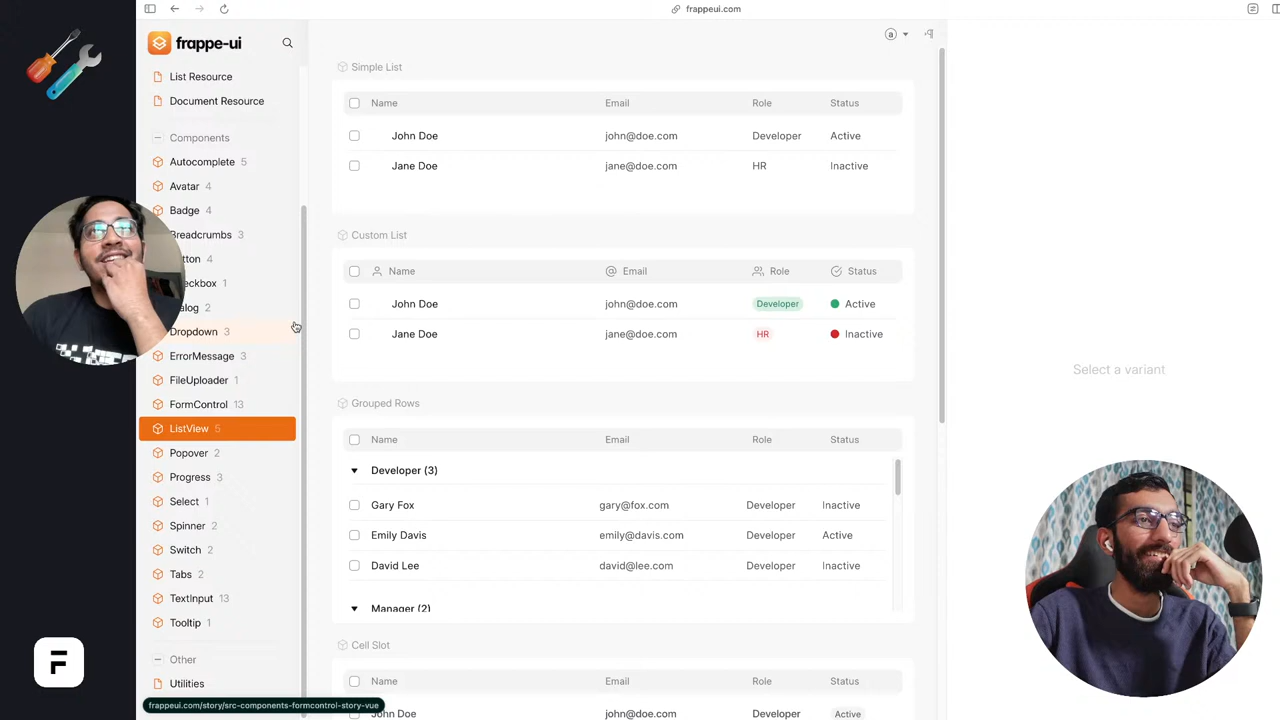 frappeui.com
frappe-ui
List Resource
Document Resource
Components
Autocomplete 5
Avatar 4
Badge 4
Breadcrumbs 3
tton 4
eckbox 1
alog 2
Dropdown 3
ErrorMessage 3
FileUploader 1
FormControl 13
ListView 5
Popover 2
Progress 3
Select 1
Spinner 2
Switch 2
Tabs 2
TextInput 13
Tooltip 1
Other
Utilities
frappeui.com/story/src-components-formcontrol-story-vue
F
a
Simple List
Name Email Role Status
John Doe john@doe.com Developer Active
Jane Doe jane@doe.com HR Inactive
Custom List
Name @ Email Role Status
John Doe john@doe.com Developer Active
Jane Doe jane@doe.com HR Inactive
Grouped Rows
Name Email Role Status
Developer (3)
Gary Fox gary@fox.com Developer Inactive
Emily Davis emily@davis.com Developer Active
David Lee david@lee.com Developer Inactive
Manager (2)
Cell Slot
Name Email Role Status
John Doe john@doe.com Developer Active
Select a variant